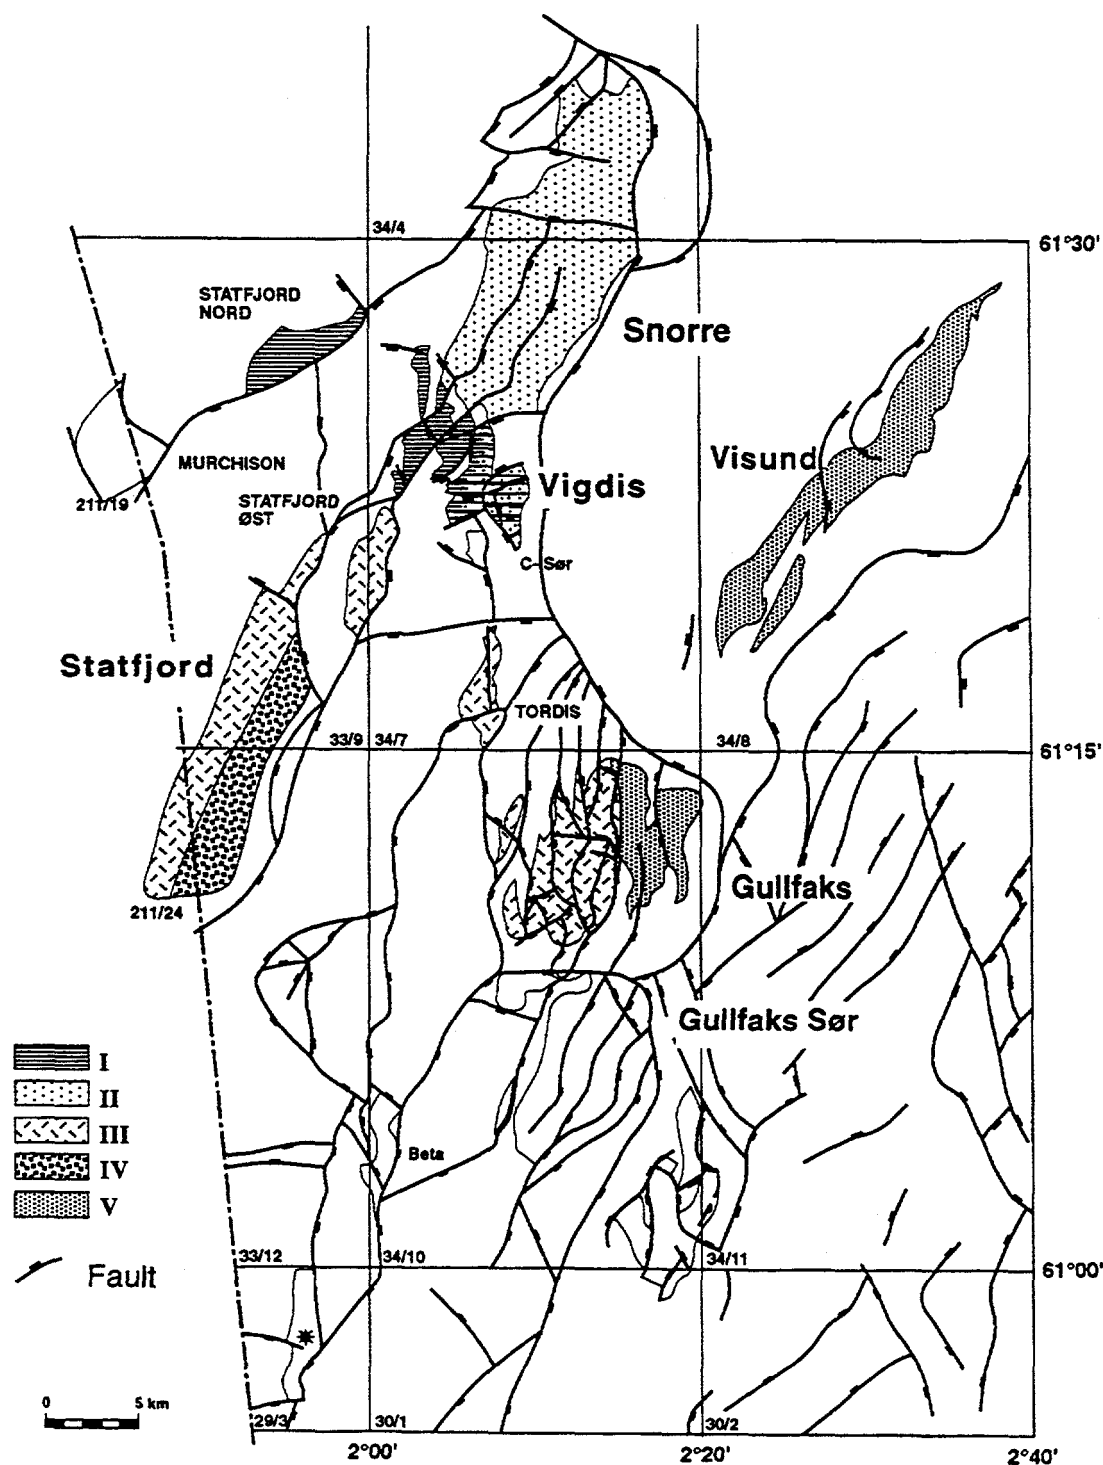 34/4
61°30'
STATFJORD
NORD
Snorre
MURCHISON
211/19
STATFJORD
ØST
Visund
Vigdis
C-Sør
Statfjord
TORDIS
33/9
34/7
34/8
61°15'
211/24
Gullfaks
Gullfaks Sør
I
II
III
IV
V
Beta
33/12
34/10
34/11
61°00'
Fault
0
5 km
29/3
30/1
30/2
2°00'
2°20'
2°40'